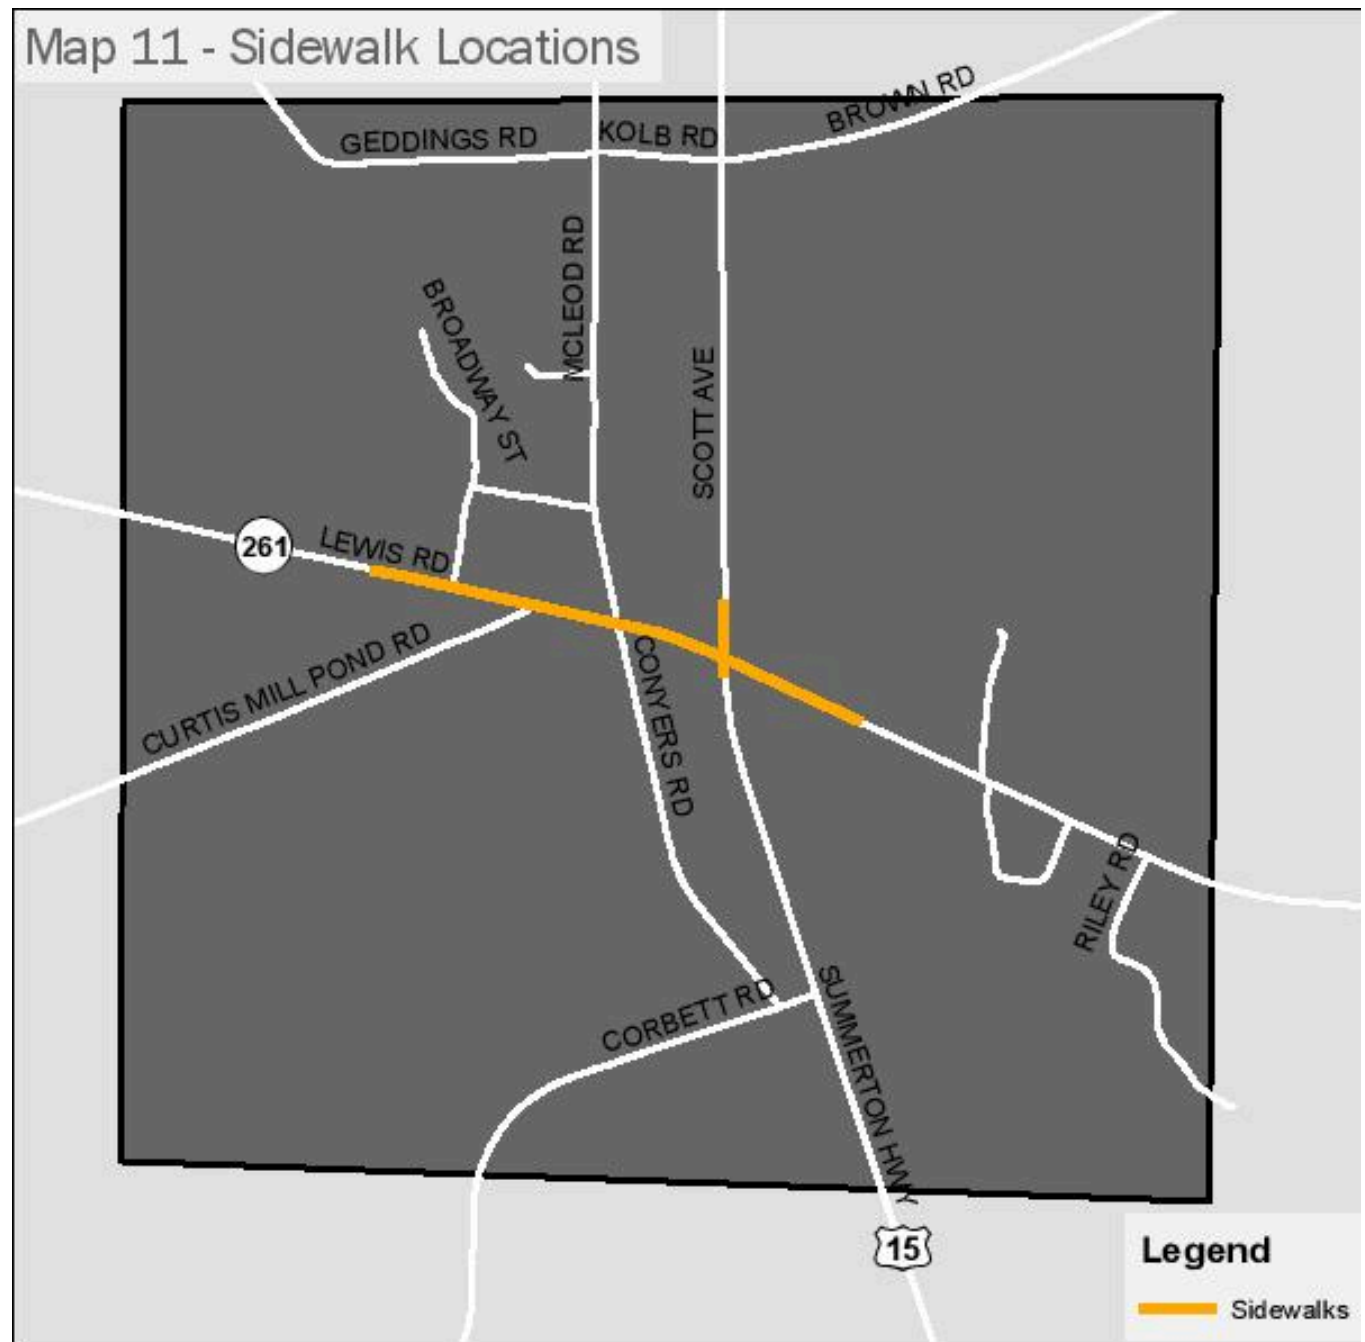 Map 11 - Sidewalk Locations
BROWN RD
GEDDINGS RD
KOLB RD
MCLEOD RD
BROADWAY ST
SCOTT AVE
261
LEWIS RD
CURTIS MILL POND RD
CONYERS RD
RILEY RD
CORBETT RD
SUMMERTON HWY
15
Legend
Sidewalks